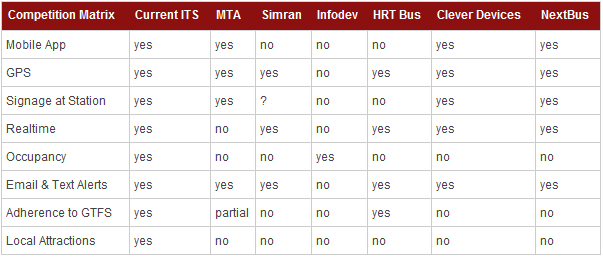 Competition Matrix Current ITS MTA Simran Infodev HRT Bus Clever Devices NextBus
Mobile App yes yes no no no yes yes
GPS yes yes yes no yes yes yes
Signage at Station yes yes ? no no yes yes
Realtime yes no yes no yes yes yes
Occupancy yes no no yes no no no
Email & Text Alerts yes yes yes no yes yes yes
Adherence to GTFS yes partial no no yes no no
Local Attractions yes no no no no no no